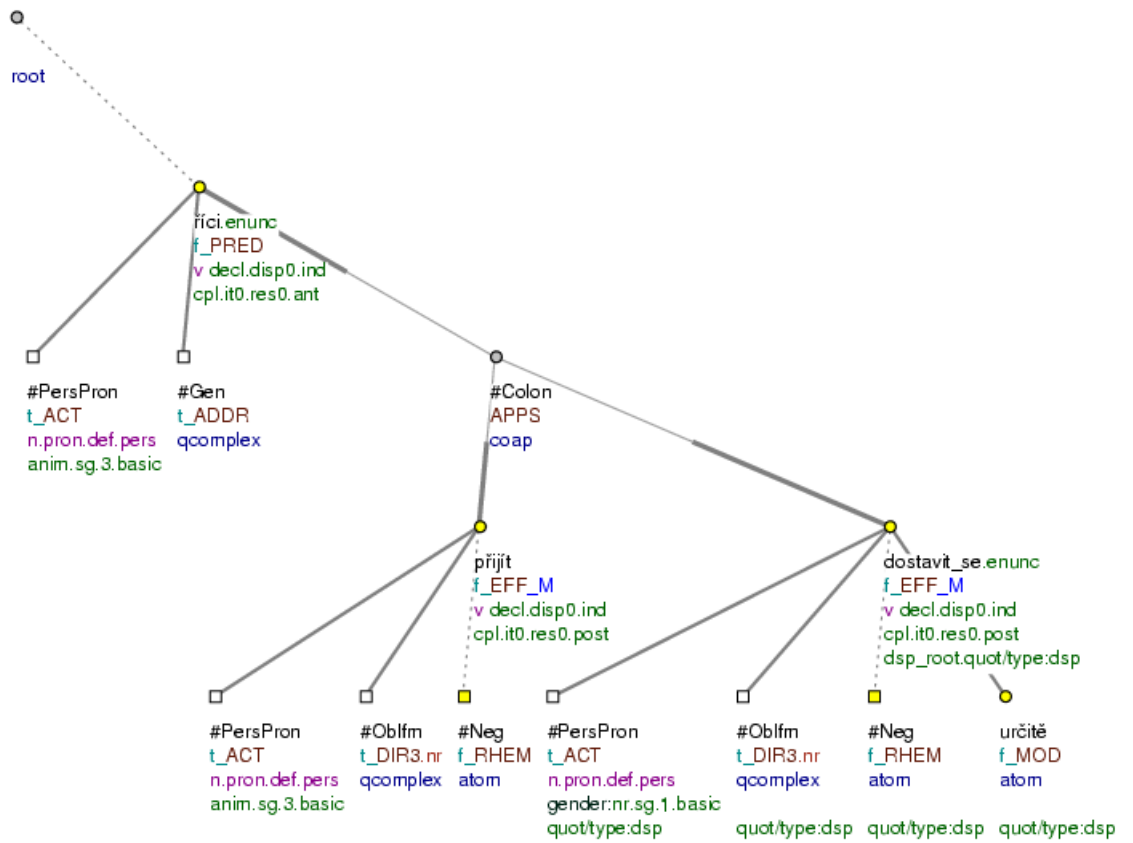 root
říci.enunc
f_PRED
v decl.disp0.ind
cpl.it0.res0.ant
#PersPron
t_ACT
n.pron.def.pers
anim.sg.3.basic
#Gen
t_ADDR
qcomplex
#Colon
APPS
coap
přijít
f_EFF_M
v decl.disp0.ind
cpl.it0.res0.post
dostavit_se.enunc
f_EFF_M
v decl.disp0.ind
cpl.it0.res0.post
dsp_root.quot/type:dsp
#PersPron
t_ACT
n.pron.def.pers
anim.sg.3.basic
#Oblfm
t_DIR3.nr
qcomplex
#Neg
f_RHEM
atom
#PersPron
t_ACT
n.pron.def.pers
gender:nr.sg.1.basic
quot/type:dsp
#Oblfm
t_DIR3.nr
qcomplex
quot/type:dsp
#Neg
f_RHEM
atom
quot/type:dsp
určitě
f_MOD
atom
quot/type:dsp